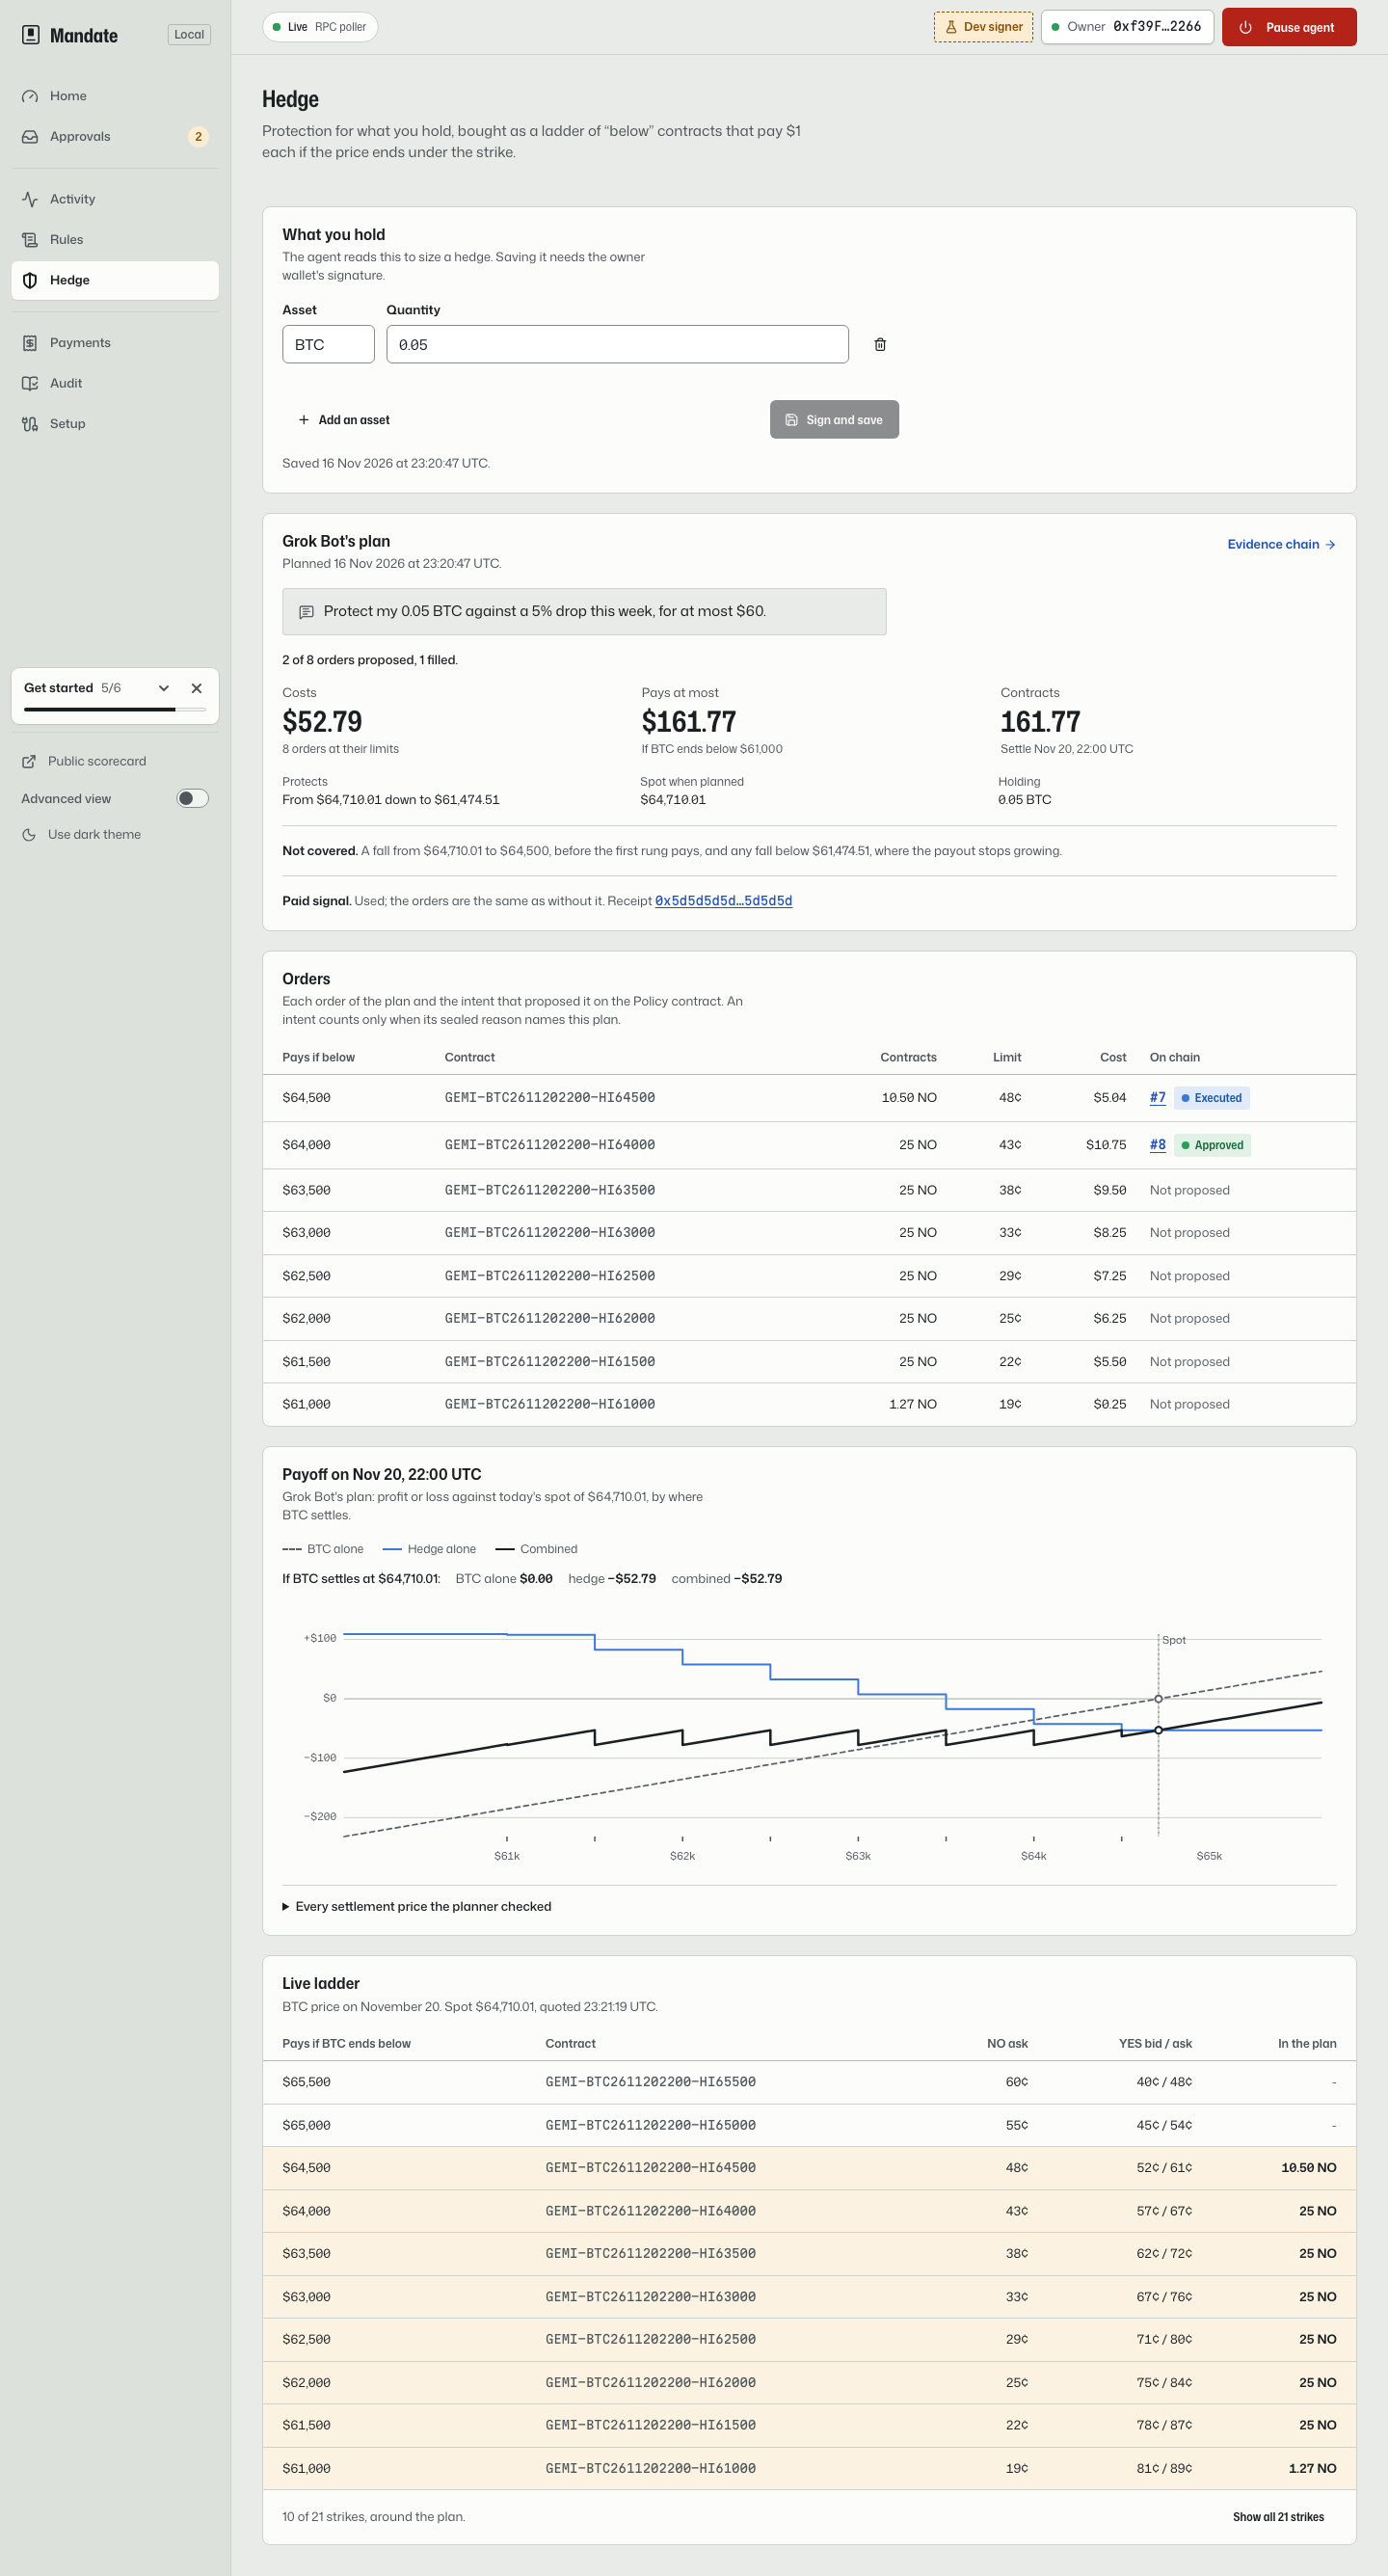 Mandate
Local
Home
Approvals 2
Activity
Rules
Hedge
Payments
Audit
Setup
Get started 5/6
Public scorecard
Advanced view
Use dark theme
Live RPC poller
Dev signer
Owner 0xf39F…2266
Pause agent
Hedge
Protection for what you hold, bought as a ladder of “below” contracts that pay $1
each if the price ends under the strike.
What you hold
The agent reads this to size a hedge. Saving it needs the owner
wallet's signature.
Asset Quantity
BTC 0.05
Add an asset
Sign and save
Saved 16 Nov 2026 at 23:20:47 UTC.
Grok Bot's plan
Evidence chain →
Planned 16 Nov 2026 at 23:20:47 UTC.
Protect my 0.05 BTC against a 5% drop this week, for at most $60.
2 of 8 orders proposed, 1 filled.
Costs Pays at most Contracts
$52.79 $161.77 161.77
8 orders at their limits If BTC ends below $61,000 Settle Nov 20, 22:00 UTC
Protects Spot when planned Holding
From $64,710.01 down to $61,474.51 $64,710.01 0.05 BTC
Not covered. A fall from $64,710.01 to $64,500, before the first rung pays, and any fall below $61,474.51, where the payout stops growing.
Paid signal. Used; the orders are the same as without it. Receipt 0x5d5d5d5d…5d5d5d
Orders
Each order of the plan and the intent that proposed it on the Policy contract. An
intent counts only when its sealed reason names this plan.
Pays if below Contract Contracts Limit Cost On chain
$64,500 GEMI-BTC2611202200-HI64500 10.50 NO 48¢ $5.04 #7 Executed
$64,000 GEMI-BTC2611202200-HI64000 25 NO 43¢ $10.75 #8 Approved
$63,500 GEMI-BTC2611202200-HI63500 25 NO 38¢ $9.50 Not proposed
$63,000 GEMI-BTC2611202200-HI63000 25 NO 33¢ $8.25 Not proposed
$62,500 GEMI-BTC2611202200-HI62500 25 NO 29¢ $7.25 Not proposed
$62,000 GEMI-BTC2611202200-HI62000 25 NO 25¢ $6.25 Not proposed
$61,500 GEMI-BTC2611202200-HI61500 25 NO 22¢ $5.50 Not proposed
$61,000 GEMI-BTC2611202200-HI61000 1.27 NO 19¢ $0.25 Not proposed
Payoff on Nov 20, 22:00 UTC
Grok Bot's plan: profit or loss against today's spot of $64,710.01, by where
BTC settles.
BTC alone Hedge alone Combined
If BTC settles at $64,710.01: BTC alone $0.00 hedge −$52.79 combined −$52.79
+$100
Spot
$0
−$100
−$200
$61k $62k $63k $64k $65k
Every settlement price the planner checked
Live ladder
BTC price on November 20. Spot $64,710.01, quoted 23:21:19 UTC.
Pays if BTC ends below Contract NO ask YES bid / ask In the plan
$65,500 GEMI-BTC2611202200-HI65500 60¢ 40¢ / 48¢ -
$65,000 GEMI-BTC2611202200-HI65000 55¢ 45¢ / 54¢ -
$64,500 GEMI-BTC2611202200-HI64500 48¢ 52¢ / 61¢ 10.50 NO
$64,000 GEMI-BTC2611202200-HI64000 43¢ 57¢ / 67¢ 25 NO
$63,500 GEMI-BTC2611202200-HI63500 38¢ 62¢ / 72¢ 25 NO
$63,000 GEMI-BTC2611202200-HI63000 33¢ 67¢ / 76¢ 25 NO
$62,500 GEMI-BTC2611202200-HI62500 29¢ 71¢ / 80¢ 25 NO
$62,000 GEMI-BTC2611202200-HI62000 25¢ 75¢ / 84¢ 25 NO
$61,500 GEMI-BTC2611202200-HI61500 22¢ 78¢ / 87¢ 25 NO
$61,000 GEMI-BTC2611202200-HI61000 19¢ 81¢ / 89¢ 1.27 NO
10 of 21 strikes, around the plan.
Show all 21 strikes